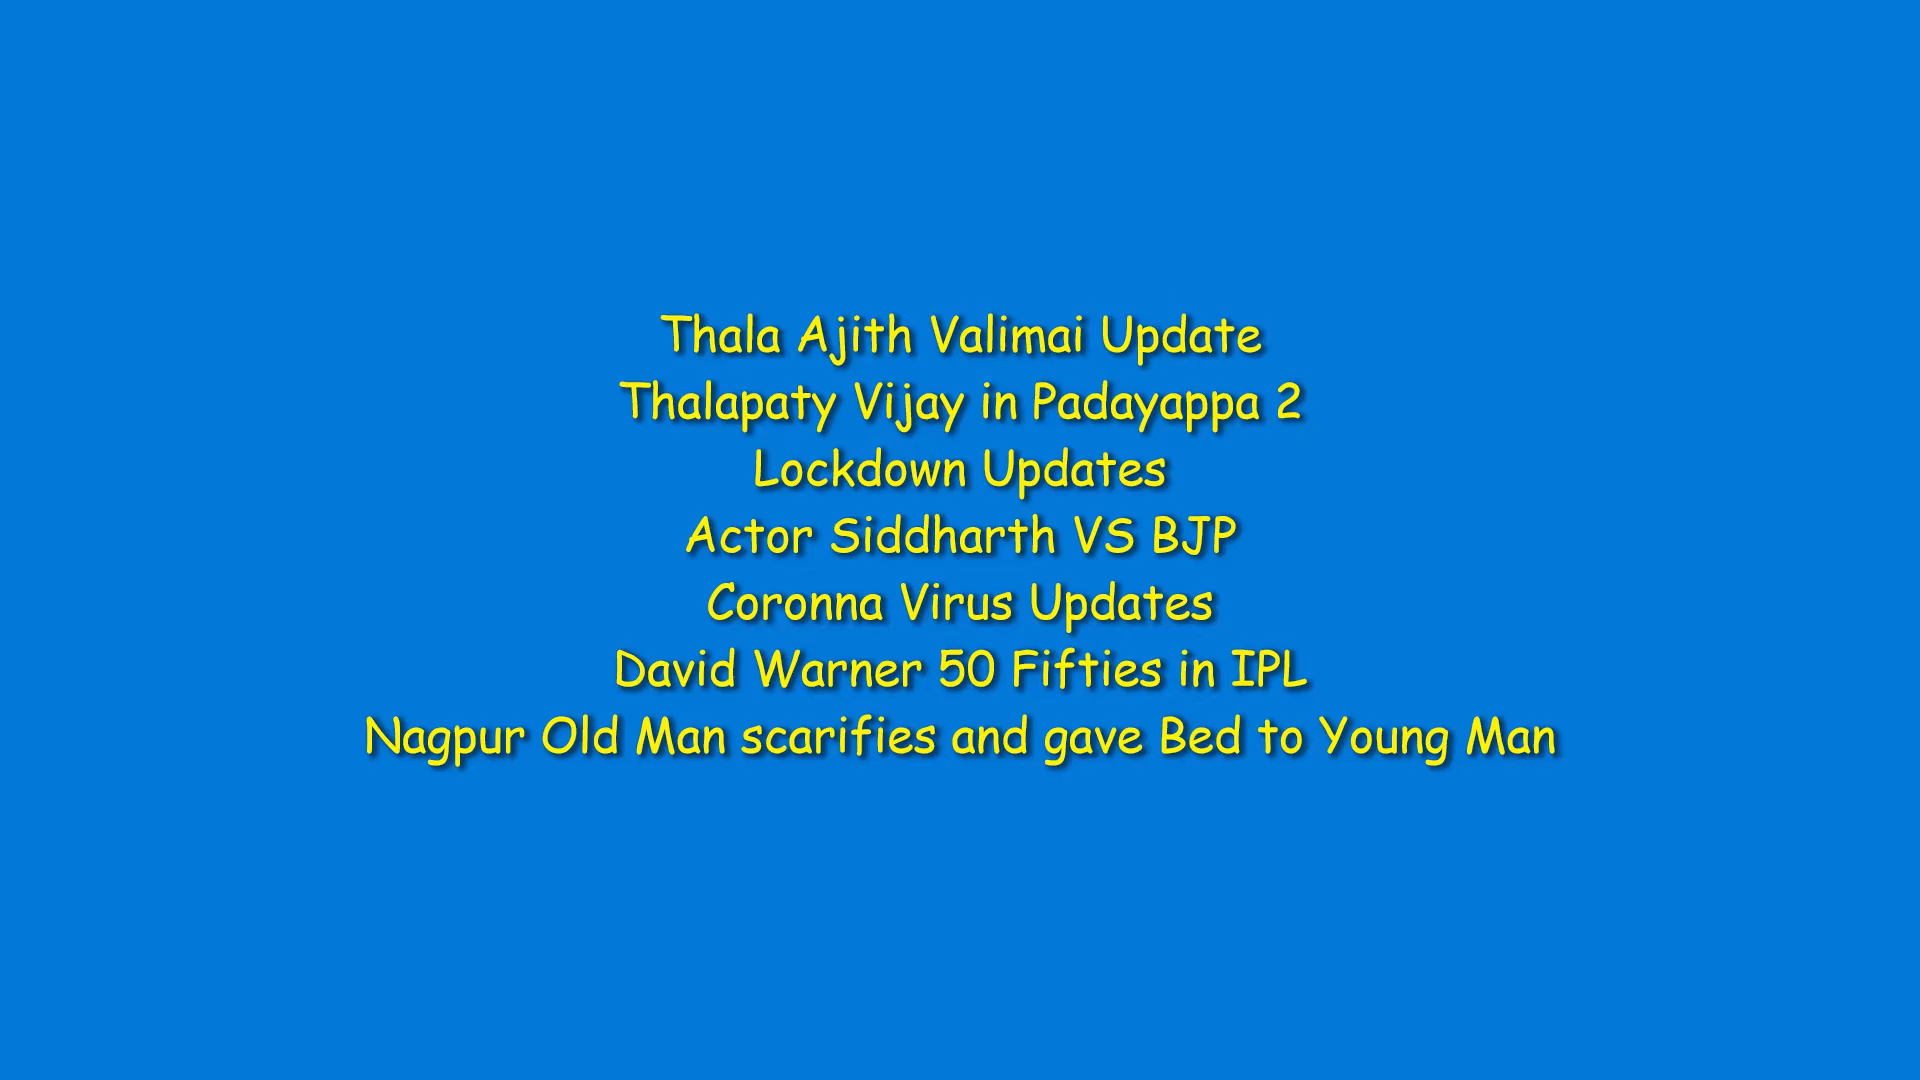 Thala Ajith Valimai Update
Thalapaty Vijay in Padayappa 2
Lockdown Updates
Actor Siddharth VS BJP
Coronna Virus Updates
David Warner 50 Fifties in IPL
Nagpur Old Man scarifies and gave Bed to Young Man